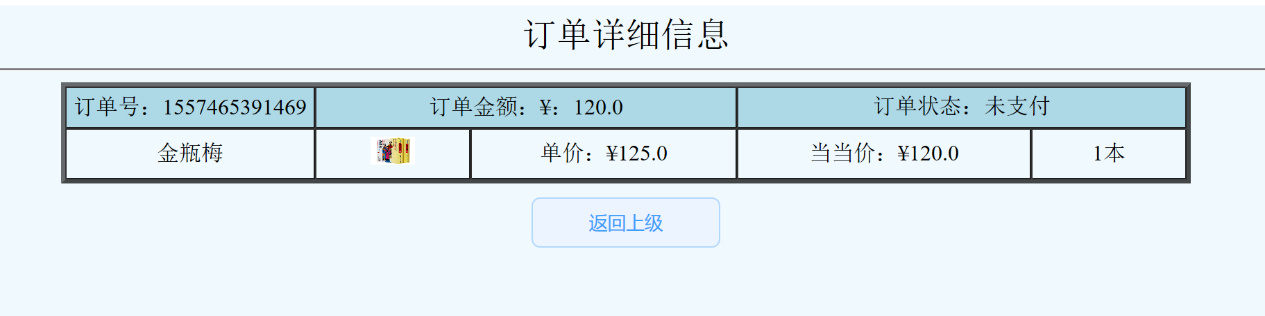 订单详细信息
订单号：1557465391469 订单金额：¥：120.0 订单状态：未支付
金瓶梅 单价：¥125.0 当当价：¥120.0 1本
返回上级